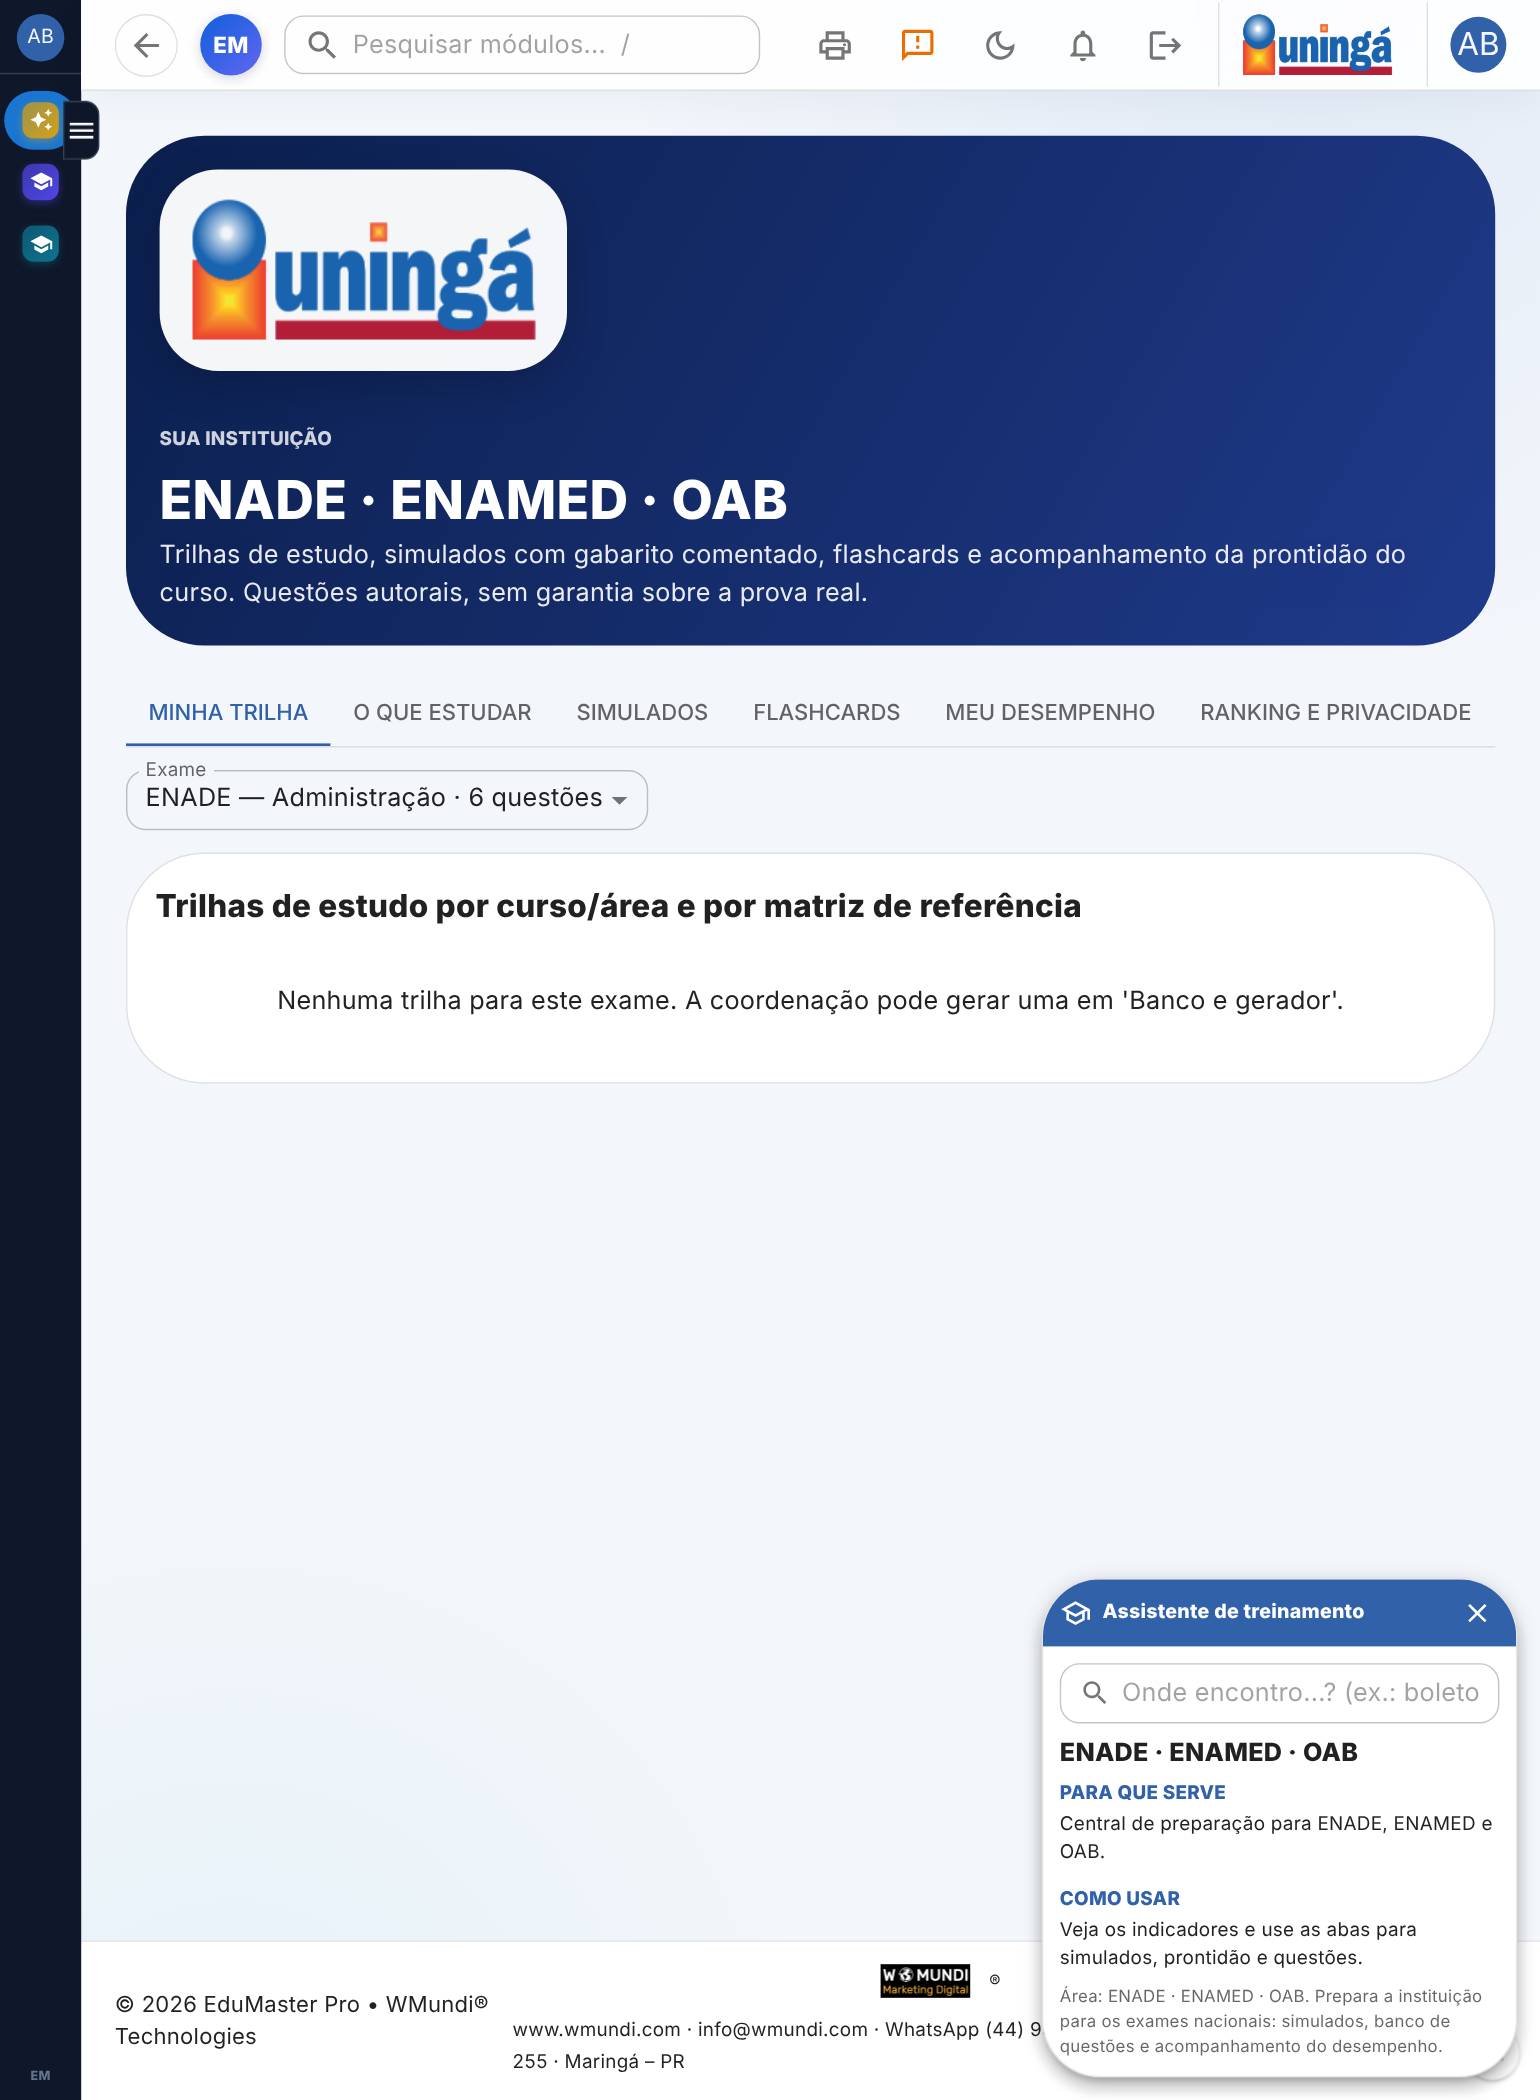 AB
EM
Pesquisar módulos... /
uningá
AB
uningá
SUA INSTITUIÇÃO
ENADE · ENAMED · OAB
Trilhas de estudo, simulados com gabarito comentado, flashcards e acompanhamento da prontidão do
curso. Questões autorais, sem garantia sobre a prova real.
MINHA TRILHA
O QUE ESTUDAR
SIMULADOS
FLASHCARDS
MEU DESEMPENHO
RANKING E PRIVACIDADE
Exame
ENADE — Administração · 6 questões
Trilhas de estudo por curso/área e por matriz de referência
Nenhuma trilha para este exame. A coordenação pode gerar uma em 'Banco e gerador'.
Assistente de treinamento
Onde encontro...? (ex.: boleto
ENADE · ENAMED · OAB
PARA QUE SERVE
Central de preparação para ENADE, ENAMED e
OAB.
COMO USAR
Veja os indicadores e use as abas para
simulados, prontidão e questões.
Área: ENADE · ENAMED · OAB. Prepara a instituição
para os exames nacionais: simulados, banco de
questões e acompanhamento do desempenho.
© 2026 EduMaster Pro • WMundi®
Technologies
W MUNDI
Marketing Digital
®
www.wmundi.com · info@wmundi.com · WhatsApp (44) 9
255 · Maringá – PR
EM